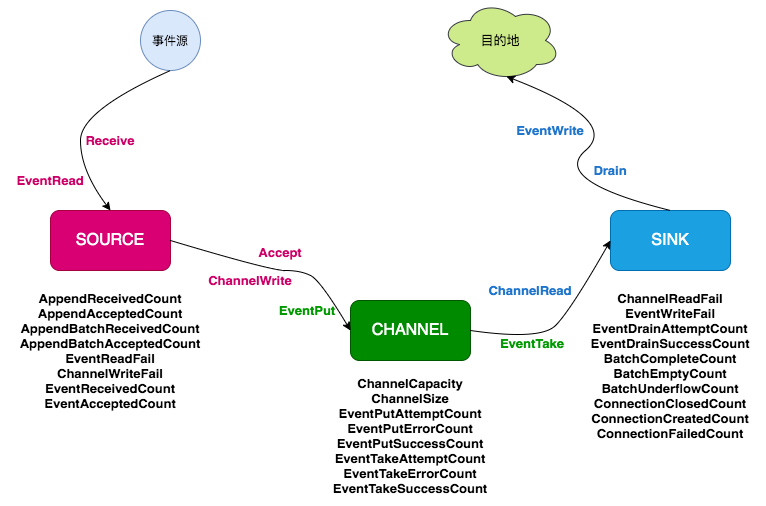 事件源
目的地
Receive
EventRead
EventWrite
Drain
SOURCE
SINK
Accept
ChannelWrite
EventPut
ChannelRead
EventTake
CHANNEL
AppendReceivedCount
AppendAcceptedCount
AppendBatchReceivedCount
AppendBatchAcceptedCount
EventReadFail
ChannelWriteFail
EventReceivedCount
EventAcceptedCount
ChannelCapacity
ChannelSize
EventPutAttemptCount
EventPutErrorCount
EventPutSuccessCount
EventTakeAttemptCount
EventTakeErrorCount
EventTakeSuccessCount
ChannelReadFail
EventWriteFail
EventDrainAttemptCount
EventDrainSuccessCount
BatchCompleteCount
BatchEmptyCount
BatchUnderflowCount
ConnectionClosedCount
ConnectionCreatedCount
ConnectionFailedCount